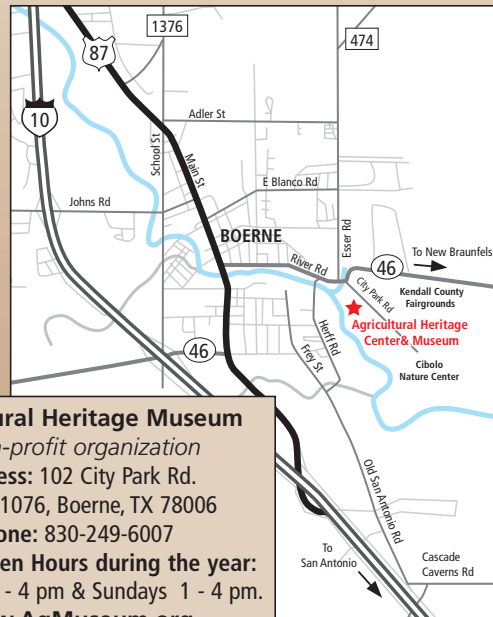 1376
474
87
10
Adler St
School St
Main St
E Blanco Rd
Johns Rd
BOERNE
Esser Rd
River Rd
46
To New Braunfels
City Park Rd
Kendall County
Fairgrounds
Agricultural Heritage
Center& Museum
Cibolo
Nature Center
46
Herff Rd
Frey St
Old San Antonio Rd
To
San Antonio
Cascade
Caverns Rd
ural Heritage Museum
-profit organization
ess: 102 City Park Rd.
1076, Boerne, TX 78006
one: 830-249-6007
en Hours during the year:
- 4 pm & Sundays 1 - 4 pm.